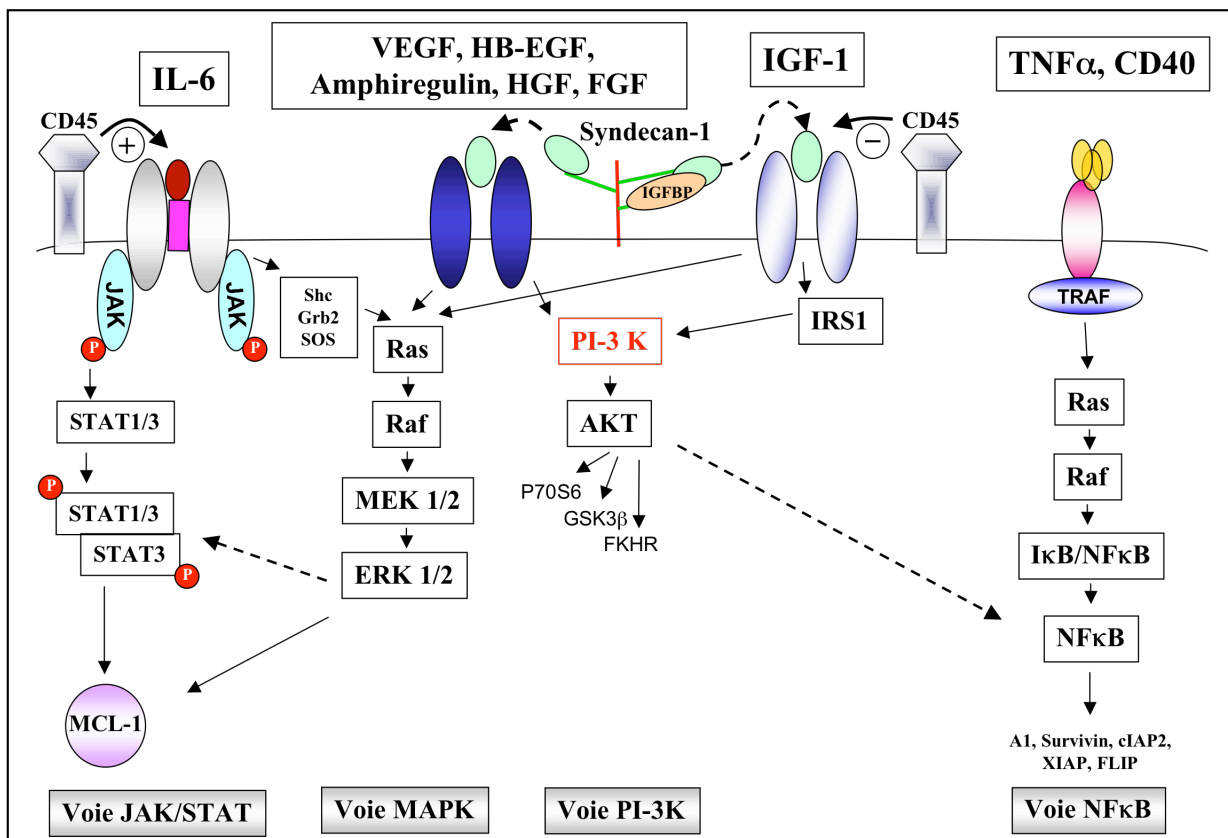 VEGF, HB-EGF,
Amphiregulin, HGF, FGF
IL-6
IGF-1
TNFα, CD40
CD45
+
Syndecan-1
IGFBP
−
CD45
JAK
JAK
P
P
Shc
Grb2
SOS
TRAF
IRS1
Ras
PI-3 K
STAT1/3
Raf
AKT
Ras
P70S6
GSK3β
FKHR
Raf
P
STAT1/3
STAT3
P
MEK 1/2
ERK 1/2
IκB/NFκB
NFκB
MCL-1
A1, Survivin, cIAP2,
XIAP, FLIP
Voie JAK/STAT
Voie MAPK
Voie PI-3K
Voie NFκB